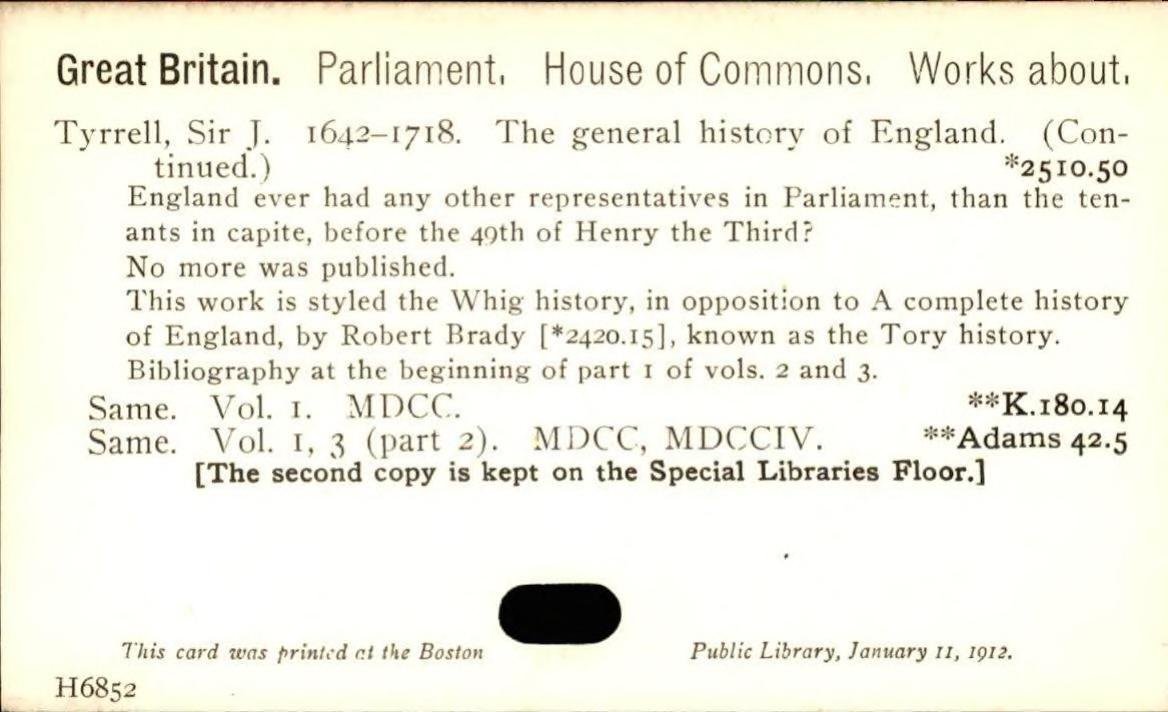 Great Britain. Parliament. House of Commons. Works about.
Tyrrell, Sir J. 1642–1718. The general history of England. (Con-
tinued.) *2510.50
England ever had any other representatives in Parliament, than the ten-
ants in capite, before the 49th of Henry the Third?
No more was published.
This work is styled the Whig history, in opposition to A complete history
of England, by Robert Brady [*2420.15], known as the Tory history.
Bibliography at the beginning of part 1 of vols. 2 and 3.
Same. Vol. 1. MDCC. **K.180.14
Same. Vol. 1, 3 (part 2). MDCC, MDCCIV. **Adams 42.5
[The second copy is kept on the Special Libraries Floor.]
This card was printed at the Boston Public Library, January 11, 1912.
H6852